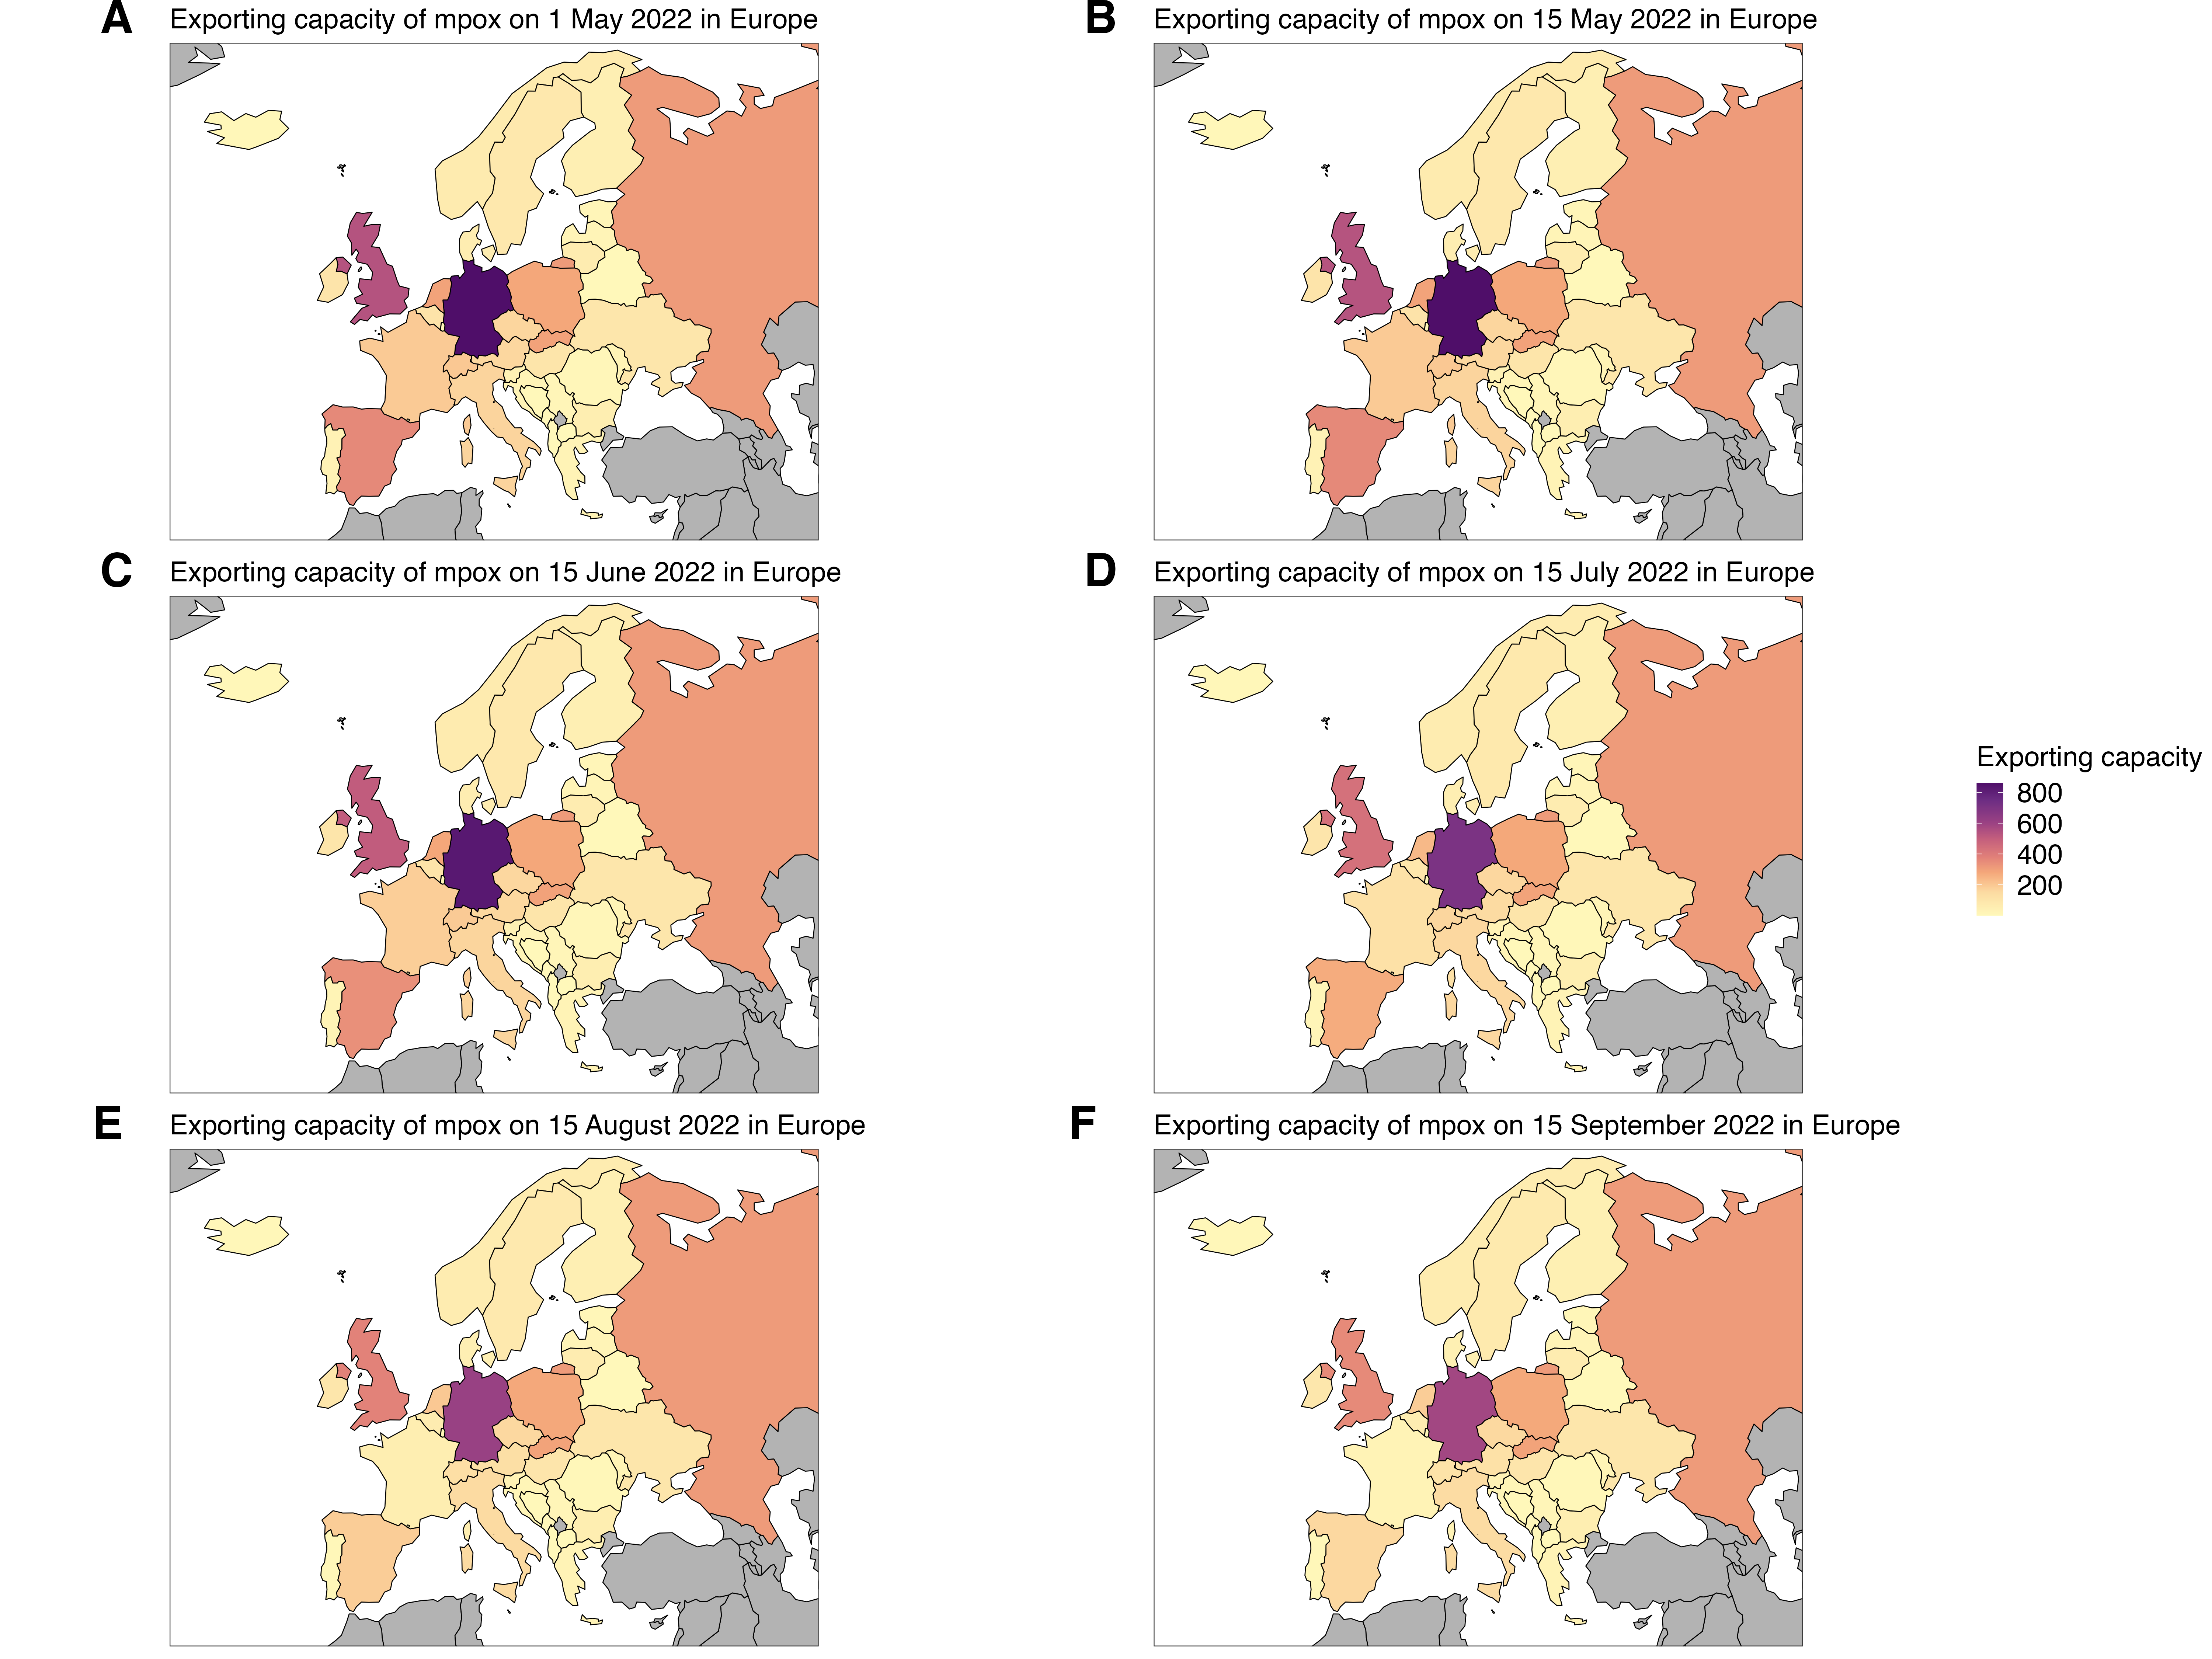 A Exporting capacity of mpox on 1 May 2022 in Europe
B Exporting capacity of mpox on 15 May 2022 in Europe
C Exporting capacity of mpox on 15 June 2022 in Europe
D Exporting capacity of mpox on 15 July 2022 in Europe
Exporting capacity
800
600
400
200
E Exporting capacity of mpox on 15 August 2022 in Europe
F Exporting capacity of mpox on 15 September 2022 in Europe